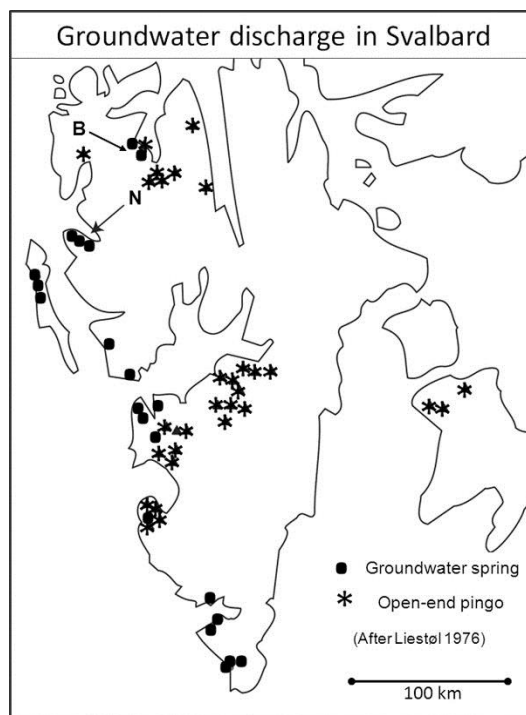 Groundwater discharge in Svalbard
B
N
Groundwater spring
Open-end pingo
(After Liestøl 1976)
100 km